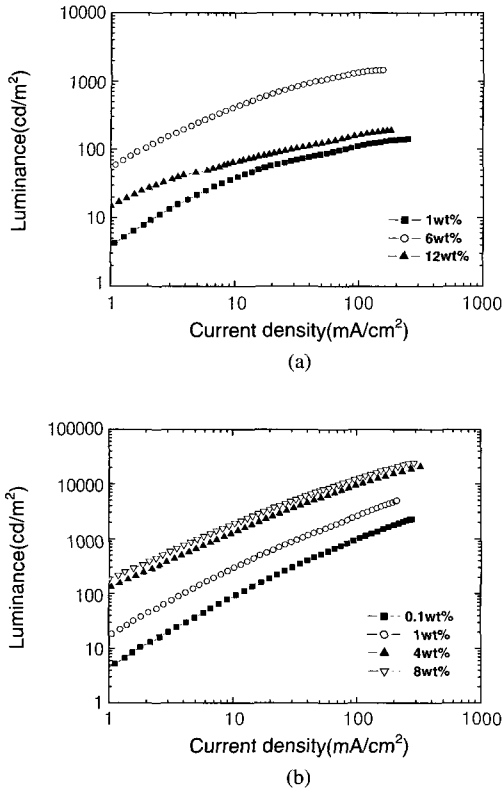 10000
1000
100
10
1
Luminance(cd/m²)
1wt%
6wt%
12wt%
1 10 100 1000
Current density(mA/cm²)
(a)
100000
10000
1000
100
10
1
Luminance(cd/m²)
0.1wt%
1wt%
4wt%
8wt%
1 10 100 1000
Current density(mA/cm²)
(b)